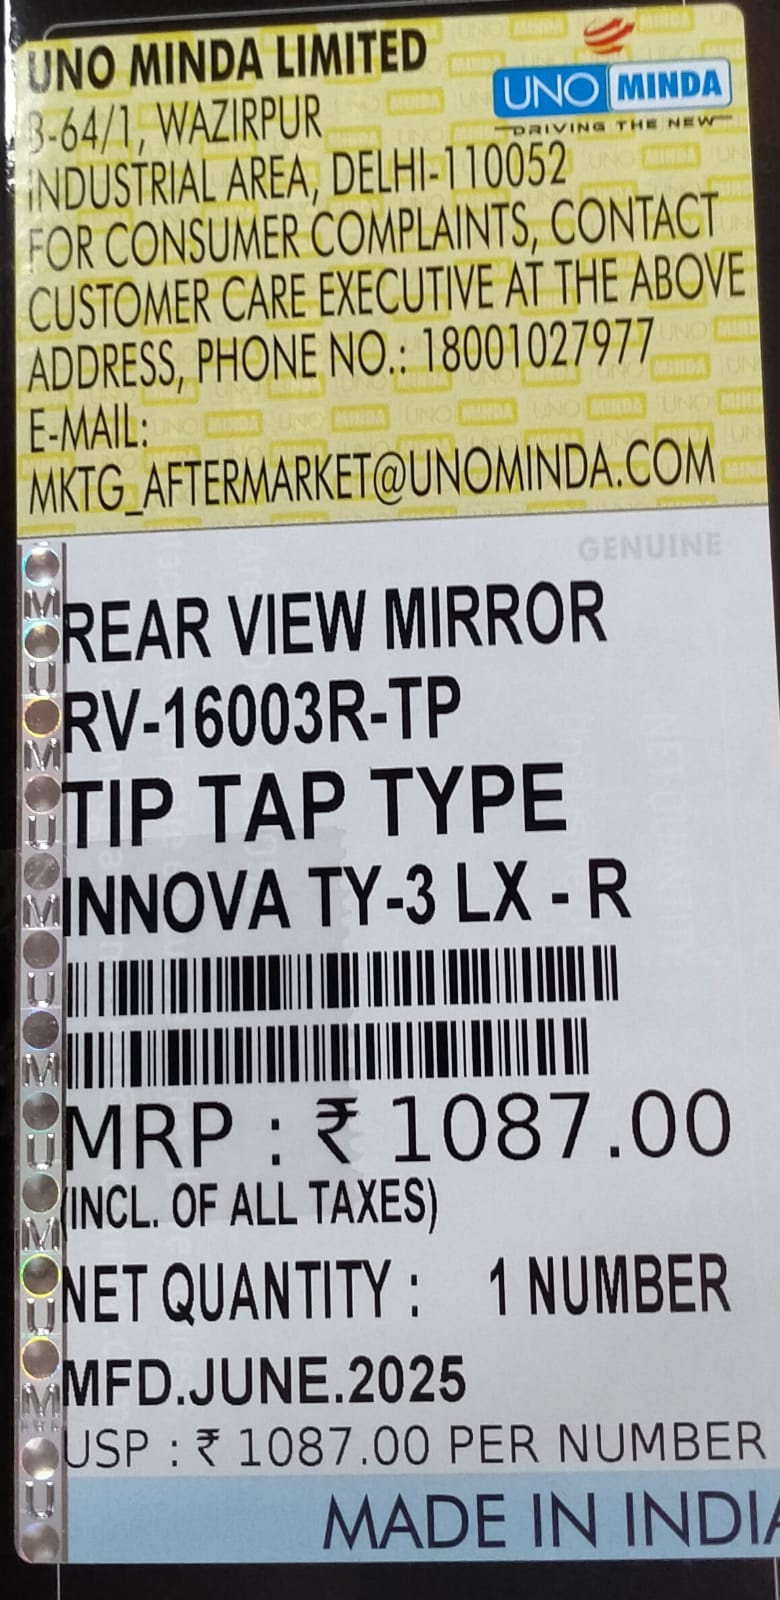 UNO MINDA LIMITED
UNO MINDA
DRIVING THE NEW
B-64/1, WAZIRPUR
INDUSTRIAL AREA, DELHI-110052
FOR CONSUMER COMPLAINTS, CONTACT
CUSTOMER CARE EXECUTIVE AT THE ABOVE
ADDRESS, PHONE NO.: 18001027977
E-MAIL:
MKTG_AFTERMARKET@UNOMINDA.COM
GENUINE
REAR VIEW MIRROR
RV-16003R-TP
TIP TAP TYPE
INNOVA TY-3 LX - R
MRP : ₹ 1087.00
(INCL. OF ALL TAXES)
NET QUANTITY : 1 NUMBER
MFD.JUNE.2025
USP : ₹ 1087.00 PER NUMBER
MADE IN INDIA